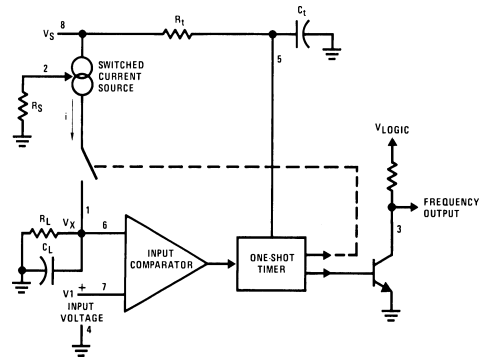 8
VS
Rt
Ct
2
SWITCHED
CURRENT
SOURCE
5
RS
i
VLOGIC
1
FREQUENCY
OUTPUT
RL
VX
6
3
CL
INPUT
COMPARATOR
ONE-SHOT
TIMER
V1
+
7
INPUT
VOLTAGE
4